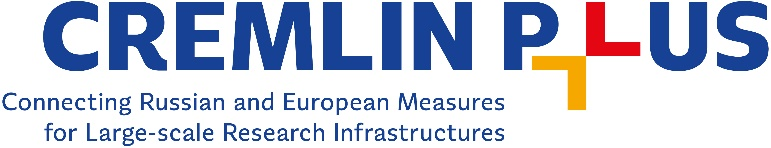 CREMLIN PLUS
Connecting Russian and European Measures
for Large-scale Research Infrastructures